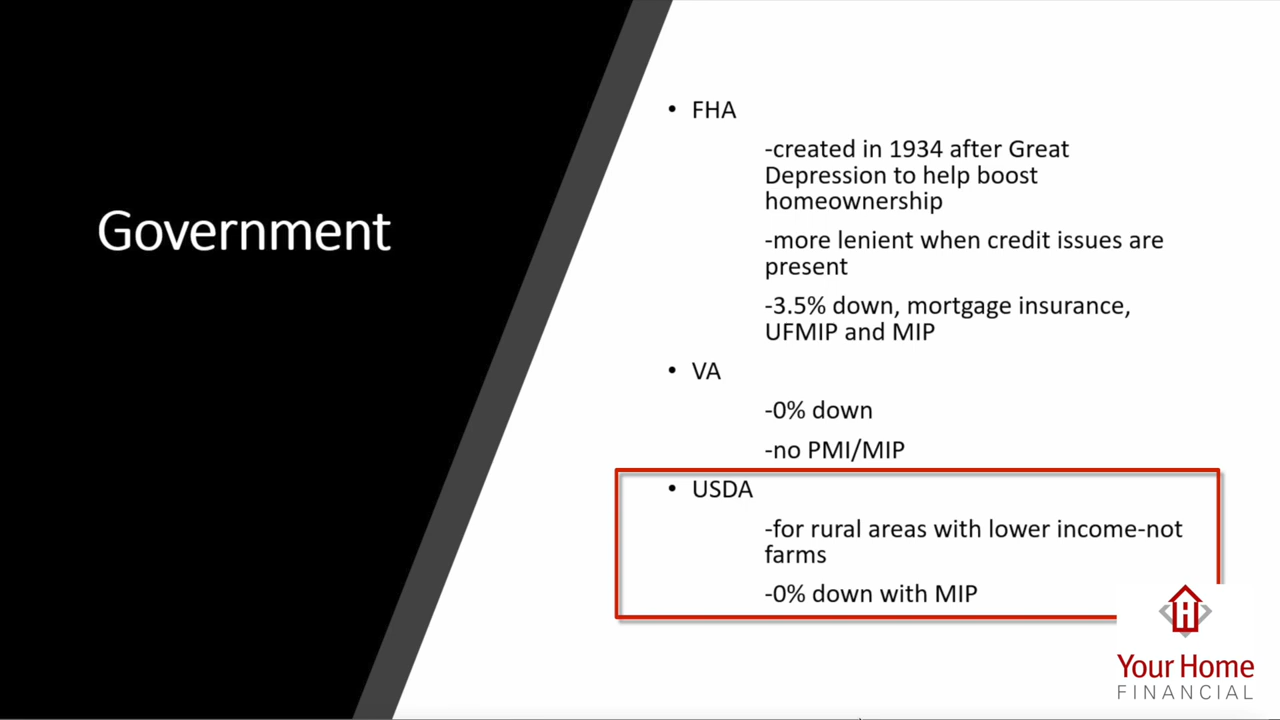 Government
• FHA
-created in 1934 after Great
Depression to help boost
homeownership
-more lenient when credit issues are
present
-3.5% down, mortgage insurance,
UFMIP and MIP
• VA
-0% down
-no PMI/MIP
• USDA
-for rural areas with lower income-not
farms
-0% down with MIP
Your Home
FINANCIAL